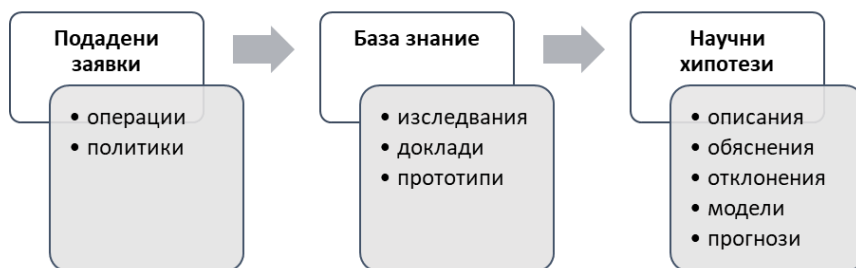 Подадени
заявки
• операции
• политики
База знание
• изследвания
• доклади
• прототипи
Научни
хипотези
• описания
• обяснения
• отклонения
• модели
• прогнози